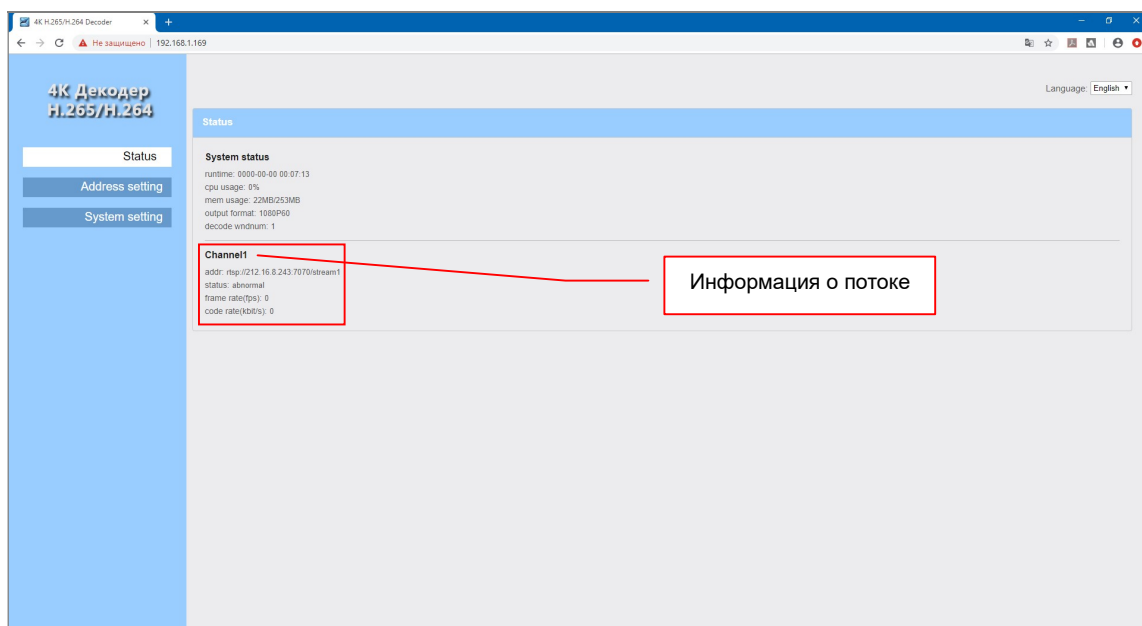 4K H.265/H.264 Decoder
Не защищено | 192.168.1.169
4К Декодер
H.265/H.264
Language: English
Status
Status
Address setting
System setting
System status
runtime: 0000-00-00 00:07:13
cpu usage: 0%
mem usage: 22MB/253MB
output format: 1080P60
decode wndnum: 1
Channel1
addr: rtsp://212.16.8.243:7070/stream1
status: abnormal
frame rate(fps): 0
code rate(kbit/s): 0
Информация о потоке